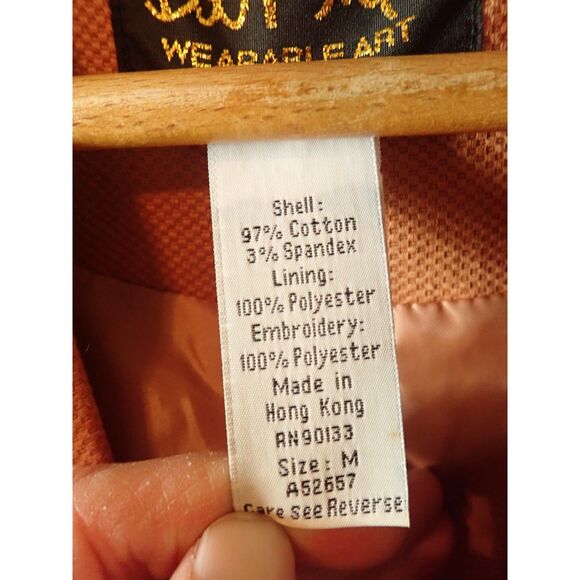 WEARABLE ART
Shell:
97% Cotton
3% Spandex
Lining:
100% Polyester
Embroidery:
100% Polyester
Made in
Hong Kong
RN90133
Size: M
A52657
Care See Reverse